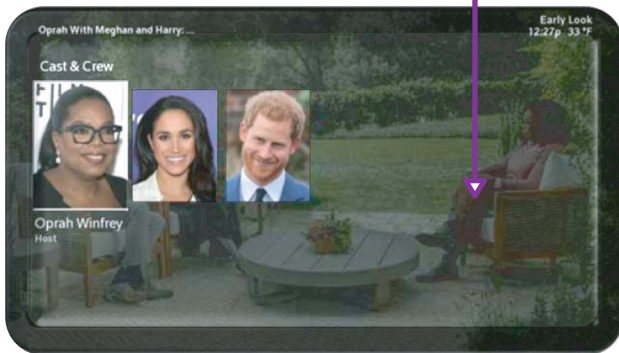 Oprah With Meghan and Harry: ...
Early Look
12:27p 33°F
Cast & Crew
Oprah Winfrey
Host